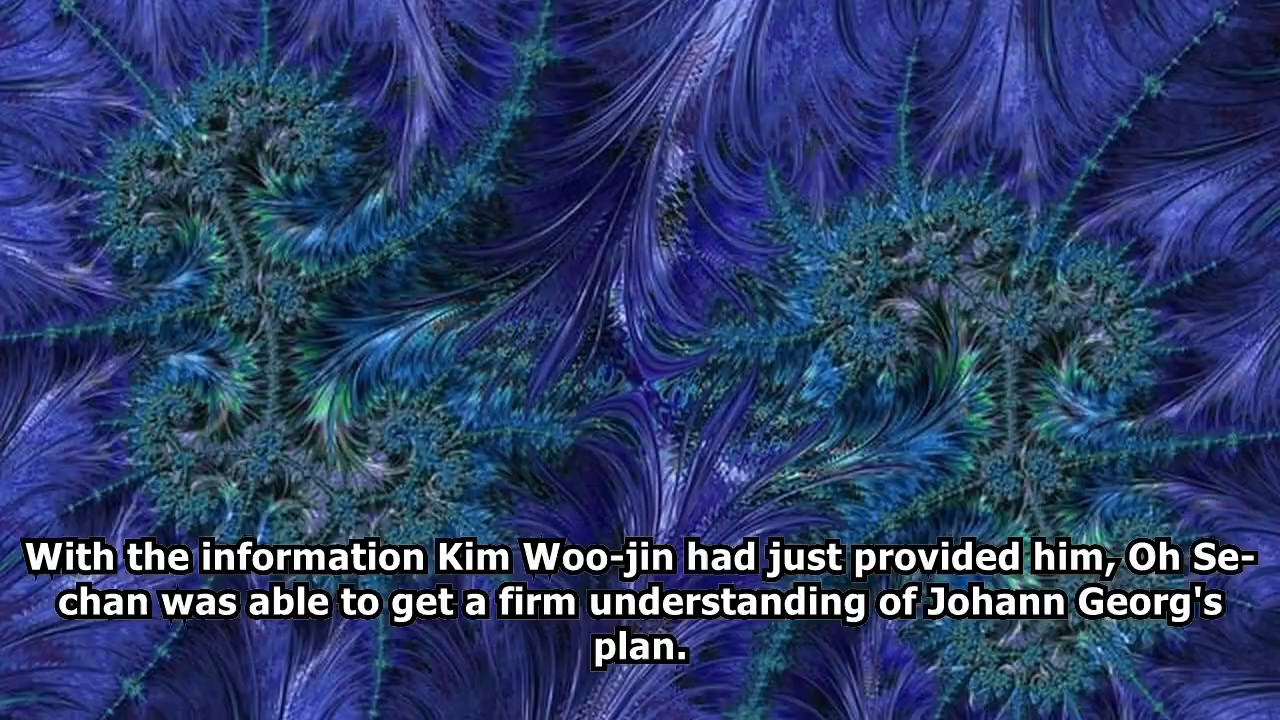 With the information Kim Woo-jin had just provided him, Oh Se-
chan was able to get a firm understanding of Johann Georg's
plan.